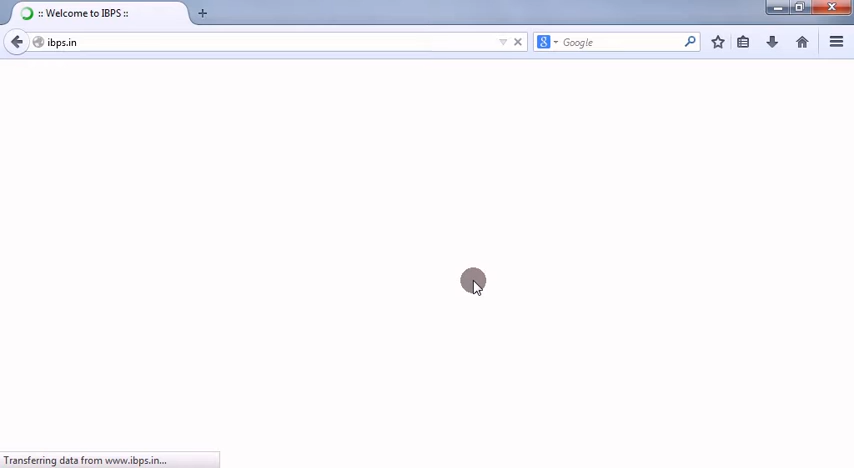 :: Welcome to IBPS ::
ibps.in
Google
Transferring data from www.ibps.in...